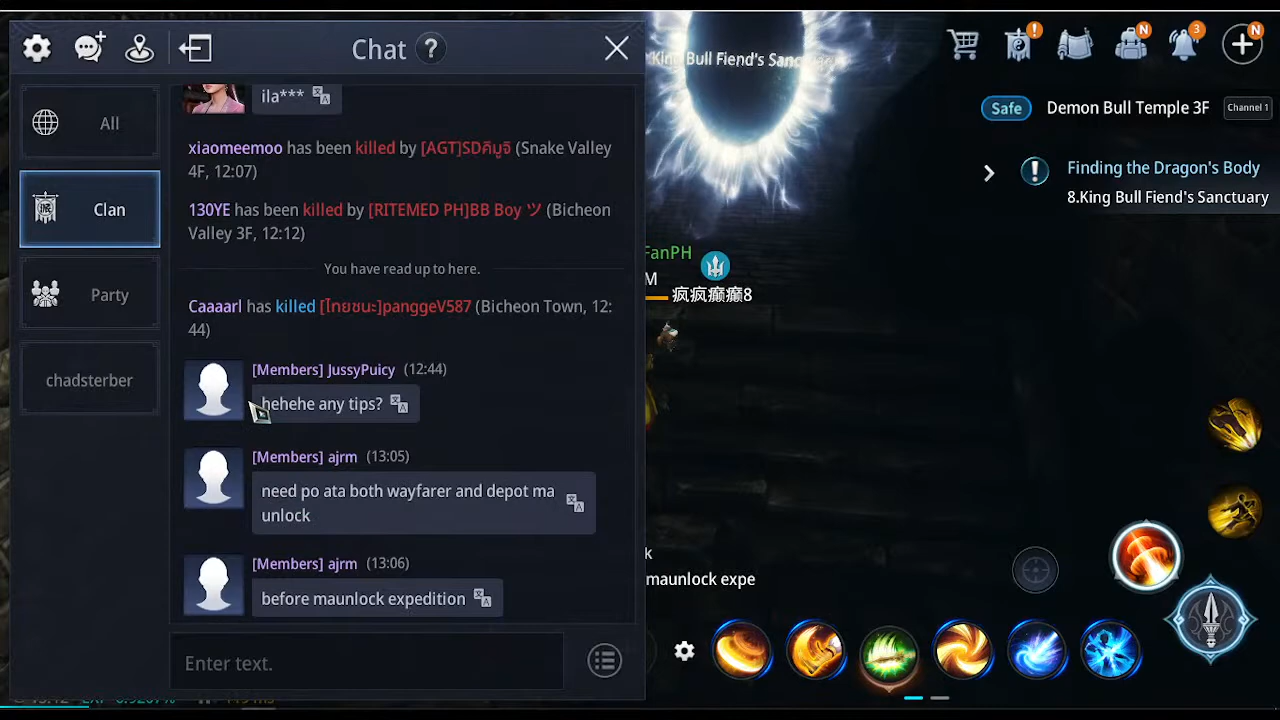 Chat ?
All
Clan
Party
chadsterber
ila***
xiaomeemoo has been killed by [AGT]SDคิมูจิ (Snake Valley
4F, 12:07)
130YE has been killed by [RITEMED PH]BB Boy ツ (Bicheon
Valley 3F, 12:12)
You have read up to here.
Caaaarl has killed [ไทยชนะ]panggeV587 (Bicheon Town, 12:
44)
[Members] JussyPuicy (12:44)
hehehe any tips?
[Members] ajrm (13:05)
need po ata both wayfarer and depot ma
unlock
[Members] ajrm (13:06)
before maunlock expedition
Enter text.
King Bull Fiend's Sanctuary
N
3
N
Safe Demon Bull Temple 3F Channel 1
Finding the Dragon's Body
8.King Bull Fiend's Sanctuary
FanPH
M
疯疯癫癫8
k
maunlock expe